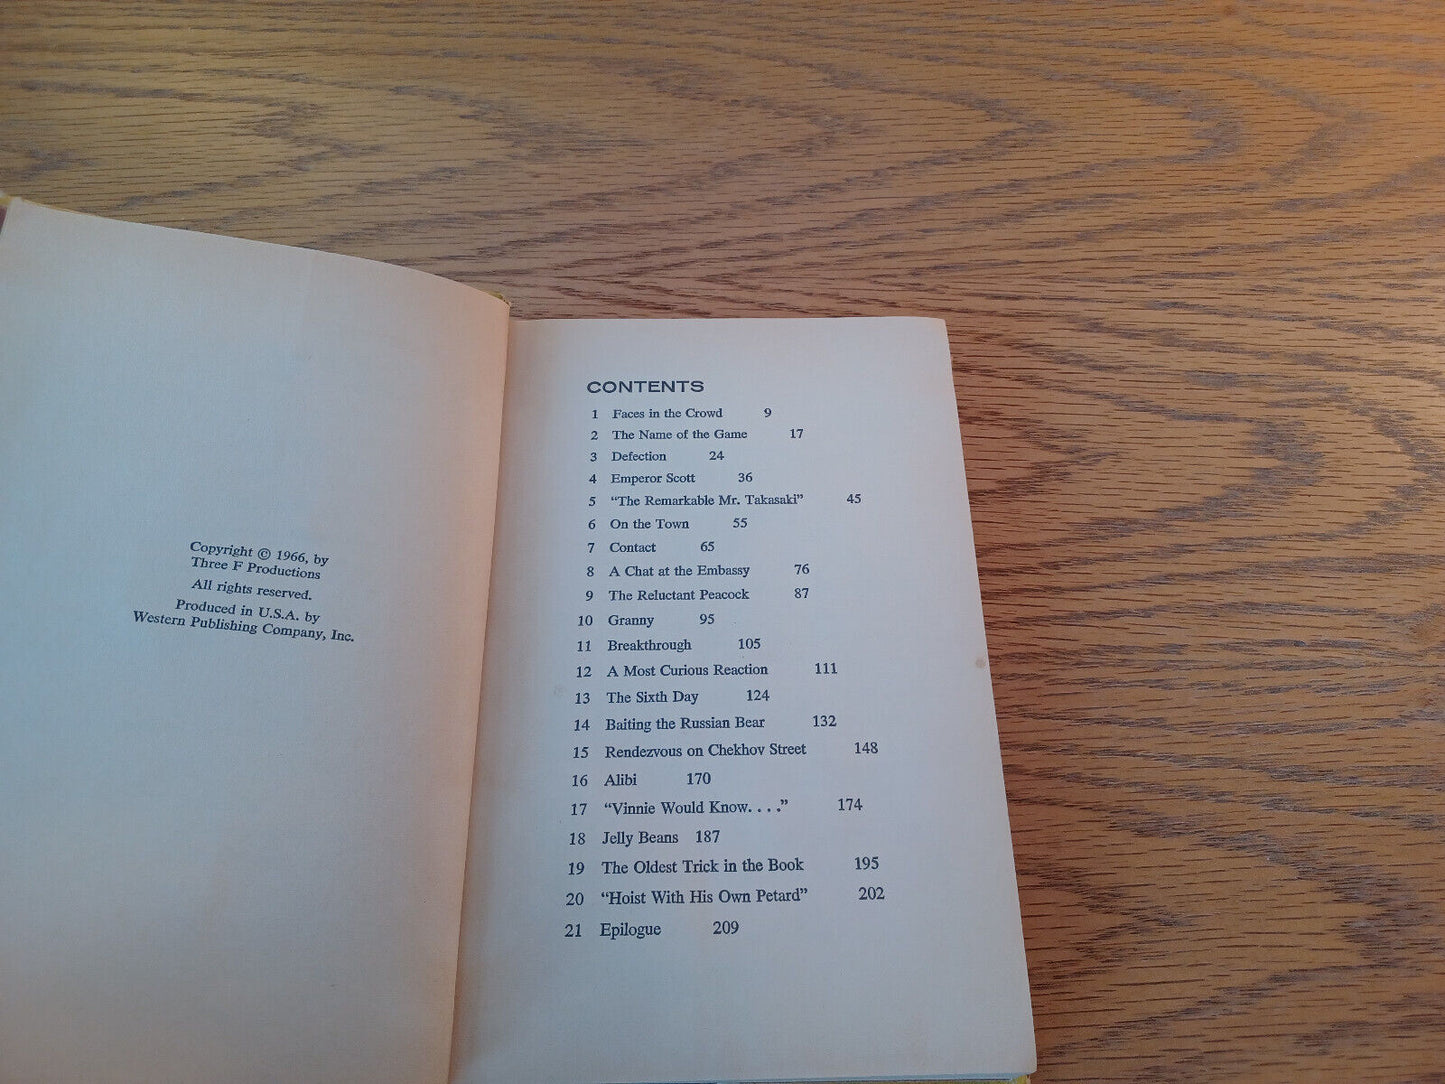 Copyright © 1966, by
Three F Productions
All rights reserved.
Produced in U.S.A. by
Western Publishing Company, Inc.
CONTENTS
1 Faces in the Crowd 9
2 The Name of the Game 17
3 Defection 24
4 Emperor Scott 36
5 “The Remarkable Mr. Takasaki” 45
6 On the Town 55
7 Contact 65
8 A Chat at the Embassy 76
9 The Reluctant Peacock 87
10 Granny 95
11 Breakthrough 105
12 A Most Curious Reaction 111
13 The Sixth Day 124
14 Baiting the Russian Bear 132
15 Rendezvous on Chekhov Street 148
16 Alibi 170
17 “Vinnie Would Know. . . .” 174
18 Jelly Beans 187
19 The Oldest Trick in the Book 195
20 “Hoist With His Own Petard” 202
21 Epilogue 209